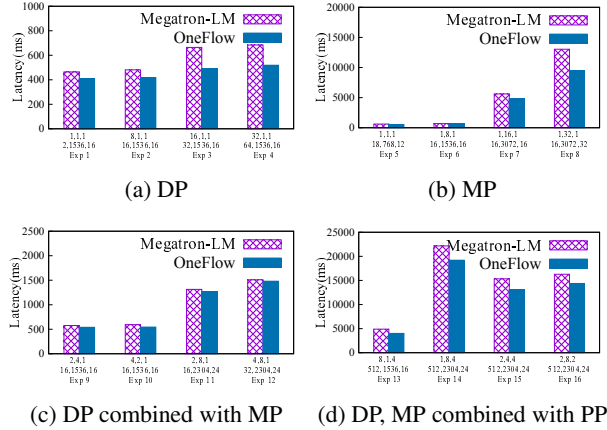 1000
800
600
400
200
0
Latency(ms)
Megatron-LM
OneFlow
1,1,1
2,1536,16
Exp 1
8,1,1
16,1536,16
Exp 2
16,1,1
32,1536,16
Exp 3
32,1,1
64,1536,16
Exp 4
(a) DP
15000
10000
5000
0
Latency(ms)
Megatron-LM
OneFlow
1,1,1
18,768,12
Exp 5
1,8,1
16,1536,16
Exp 6
1,16,1
16,3072,16
Exp 7
1,32,1
16,3072,32
Exp 8
(b) MP
2500
2000
1500
1000
500
0
Latency(ms)
Megatron-LM
OneFlow
2,4,1
16,1536,16
Exp 9
4,2,1
16,1536,16
Exp 10
2,8,1
16,2304,24
Exp 11
4,8,1
32,2304,24
Exp 12
(c) DP combined with MP
25000
20000
15000
10000
5000
0
Latency(ms)
Megatron-LM
OneFlow
8,1,4
512,1536,16
Exp 13
1,8,4
512,2304,24
Exp 14
2,4,4
512,2304,24
Exp 15
2,8,2
512,2304,24
Exp 16
(d) DP, MP combined with PP